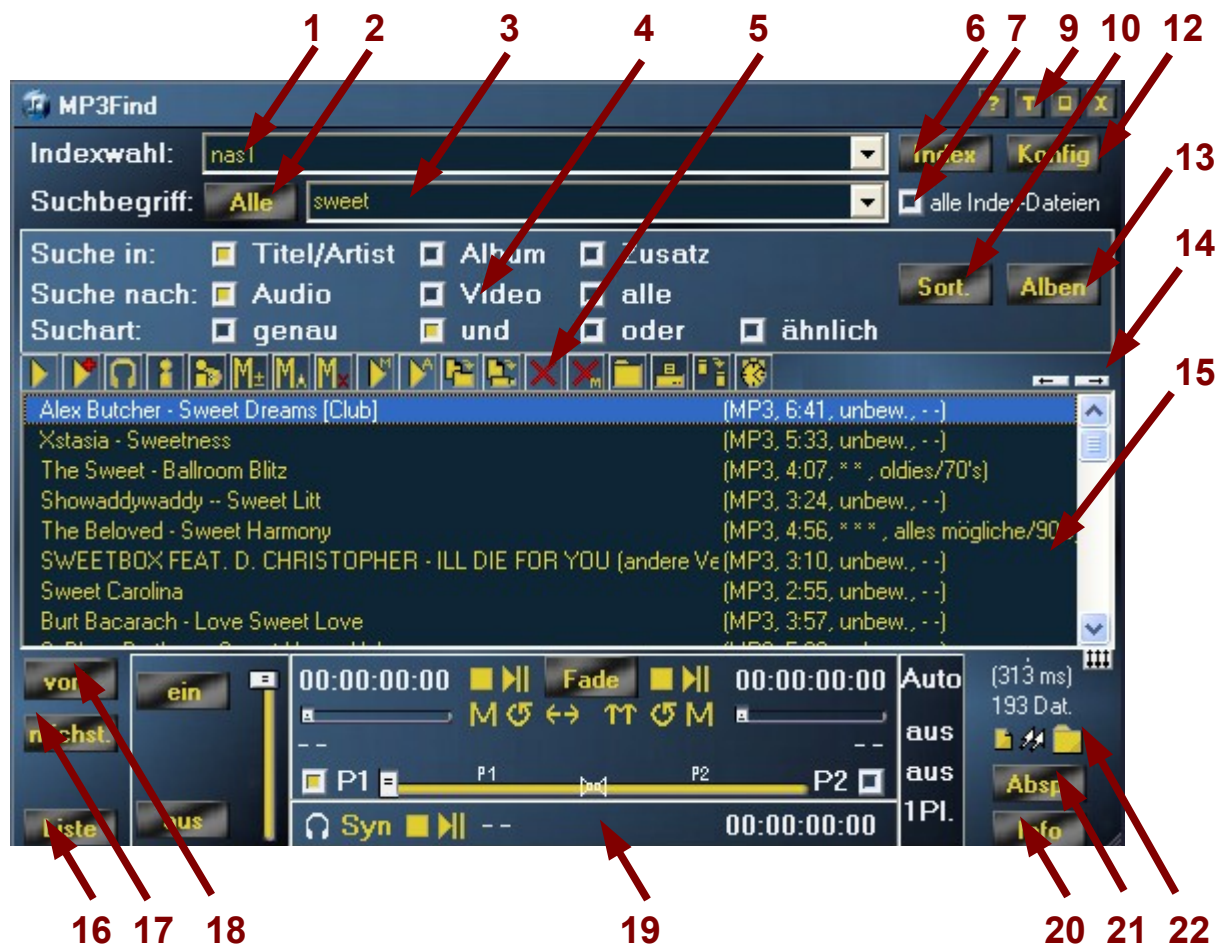 1 2 3 4 5 6 7 9 10 12
MP3Find ? T X
Indexwahl: nas1 Index Konfig
13
Suchbegriff: Alle sweet alle Index-Dateien
Suche in: Titel/Artist Album Zusatz
14
Suche nach: Audio Video alle Sort. Alben
Suchart: genau und oder ähnlich
M± M M M A M
15
Alex Butcher - Sweet Dreams [Club] (MP3, 6:41, unbew., - -)
Xstasia - Sweetness (MP3, 5:33, unbew., - -)
The Sweet - Ballroom Blitz (MP3, 4:07, * * , oldies/70's)
Showaddywaddy -- Sweet Litt (MP3, 3:24, unbew., - -)
The Beloved - Sweet Harmony (MP3, 4:56, * * * , alles mögliche/90's)
SWEETBOX FEAT. D. CHRISTOPHER - ILL DIE FOR YOU (andere Ve (MP3, 3:10, unbew., - -)
Sweet Carolina (MP3, 2:55, unbew., - -)
Burt Bacarach - Love Sweet Love (MP3, 3:57, unbew., - -)
vor. ein 00:00:00:00 Fade 00:00:00:00 Auto (313 ms)
193 Dat.
nächst. M M aus
-- --
P1 P1 P2 P2 aus Absp.
Liste aus Syn -- 00:00:00:00 1Pl. Info
16 17 18 19 20 21 22